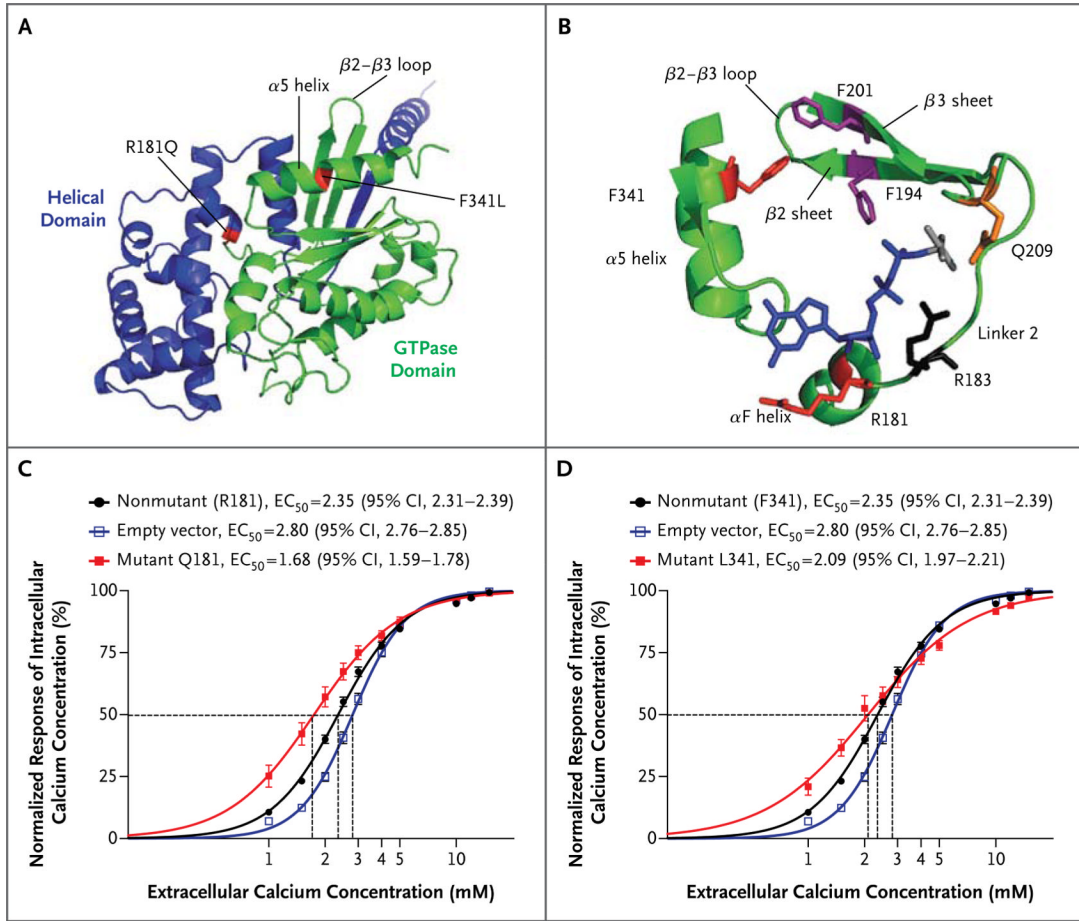 A
β2–β3 loop
α5 helix
R181Q
Helical
Domain
F341L
GTPase
Domain
B
β2–β3 loop
F201
β3 sheet
F341
β2 sheet
F194
α5 helix
Q209
Linker 2
R183
αF helix
R181
C
Nonmutant (R181), EC50=2.35 (95% CI, 2.31–2.39)
Empty vector, EC50=2.80 (95% CI, 2.76–2.85)
Mutant Q181, EC50=1.68 (95% CI, 1.59–1.78)
Normalized Response of Intracellular
Calcium Concentration (%)
100
75
50
25
0
1 2 3 4 5 10
Extracellular Calcium Concentration (mM)
D
Nonmutant (F341), EC50=2.35 (95% CI, 2.31–2.39)
Empty vector, EC50=2.80 (95% CI, 2.76–2.85)
Mutant L341, EC50=2.09 (95% CI, 1.97–2.21)
Normalized Response of Intracellular
Calcium Concentration (%)
100
75
50
25
0
1 2 3 4 5 10
Extracellular Calcium Concentration (mM)